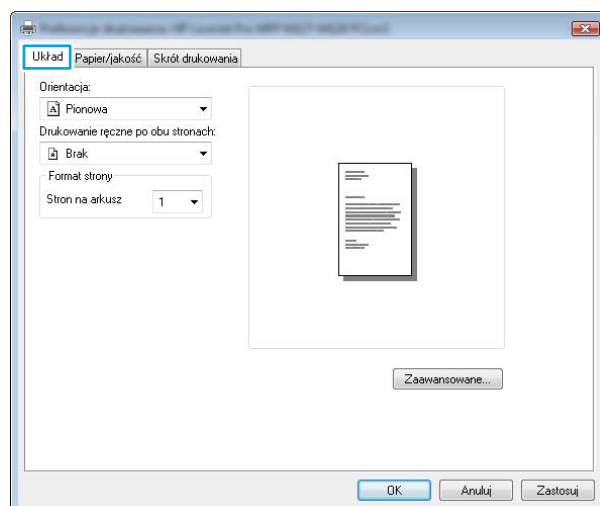 Układ Papier/jakość Skrót drukowania
Orientacja:
Pionowa
Drukowanie ręczne po obu stronach:
Brak
Format strony
Stron na arkusz 1
Zaawansowane...
OK Anuluj Zastosuj